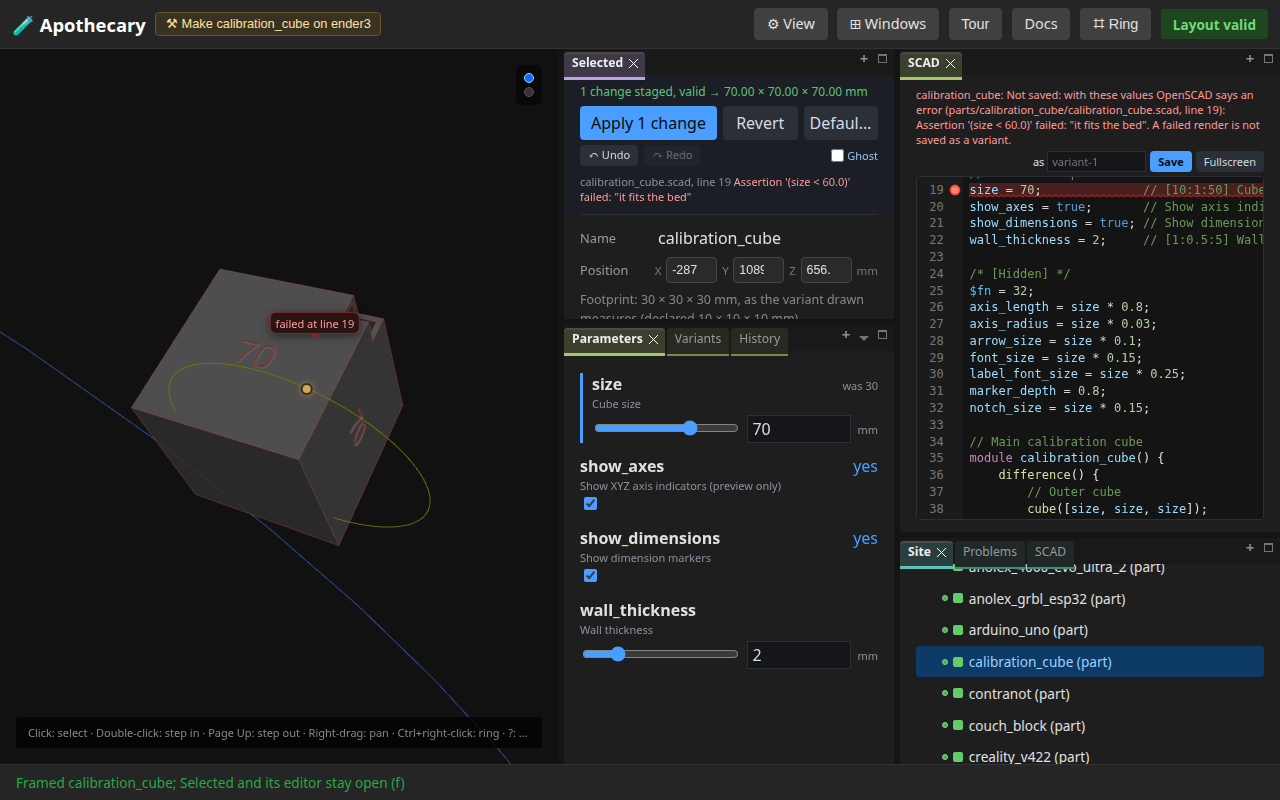 Apothecary
Make calibration_cube on ender3
View
Windows
Tour
Docs
Ring
Layout valid
70
failed at line 19
Click: select · Double-click: step in · Page Up: step out · Right-drag: pan · Ctrl+right-click: ring · ?: ...
Selected
1 change staged, valid → 70.00 × 70.00 × 70.00 mm
Apply 1 change
Revert
Defaul...
Undo
Redo
Ghost
calibration_cube.scad, line 19 Assertion '(size < 60.0)'
failed: "it fits the bed"
Name calibration_cube
Position X -287 Y 1089 Z 656. mm
Footprint: 30 × 30 × 30 mm, as the variant drawn
measures (declared 10 × 10 × 10 mm)
Parameters
Variants
History
size was 30
Cube size
70 mm
show_axes yes
Show XYZ axis indicators (preview only)
show_dimensions yes
Show dimension markers
wall_thickness
Wall thickness
2 mm
SCAD
calibration_cube: Not saved: with these values OpenSCAD says an
error (parts/calibration_cube/calibration_cube.scad, line 19):
Assertion '(size < 60.0)' failed: "it fits the bed". A failed render is not
saved as a variant.
as variant-1 Save Fullscreen
19 size = 70; // [10:1:50] Cube
20 show_axes = true; // Show axis indi
21 show_dimensions = true; // Show dimension
22 wall_thickness = 2; // [1:0.5:5] Wall
23
24 /* [Hidden] */
25 $fn = 32;
26 axis_length = size * 0.8;
27 axis_radius = size * 0.03;
28 arrow_size = size * 0.1;
29 font_size = size * 0.15;
30 label_font_size = size * 0.25;
31 marker_depth = 0.8;
32 notch_size = size * 0.15;
33
34 // Main calibration cube
35 module calibration_cube() {
36 difference() {
37 // Outer cube
38 cube([size, size, size]);
Site
Problems
SCAD
anolex_4060_evo_ultra_2 (part)
anolex_grbl_esp32 (part)
arduino_uno (part)
calibration_cube (part)
contranot (part)
couch_block (part)
creality_v422 (part)
Framed calibration_cube; Selected and its editor stay open (f)